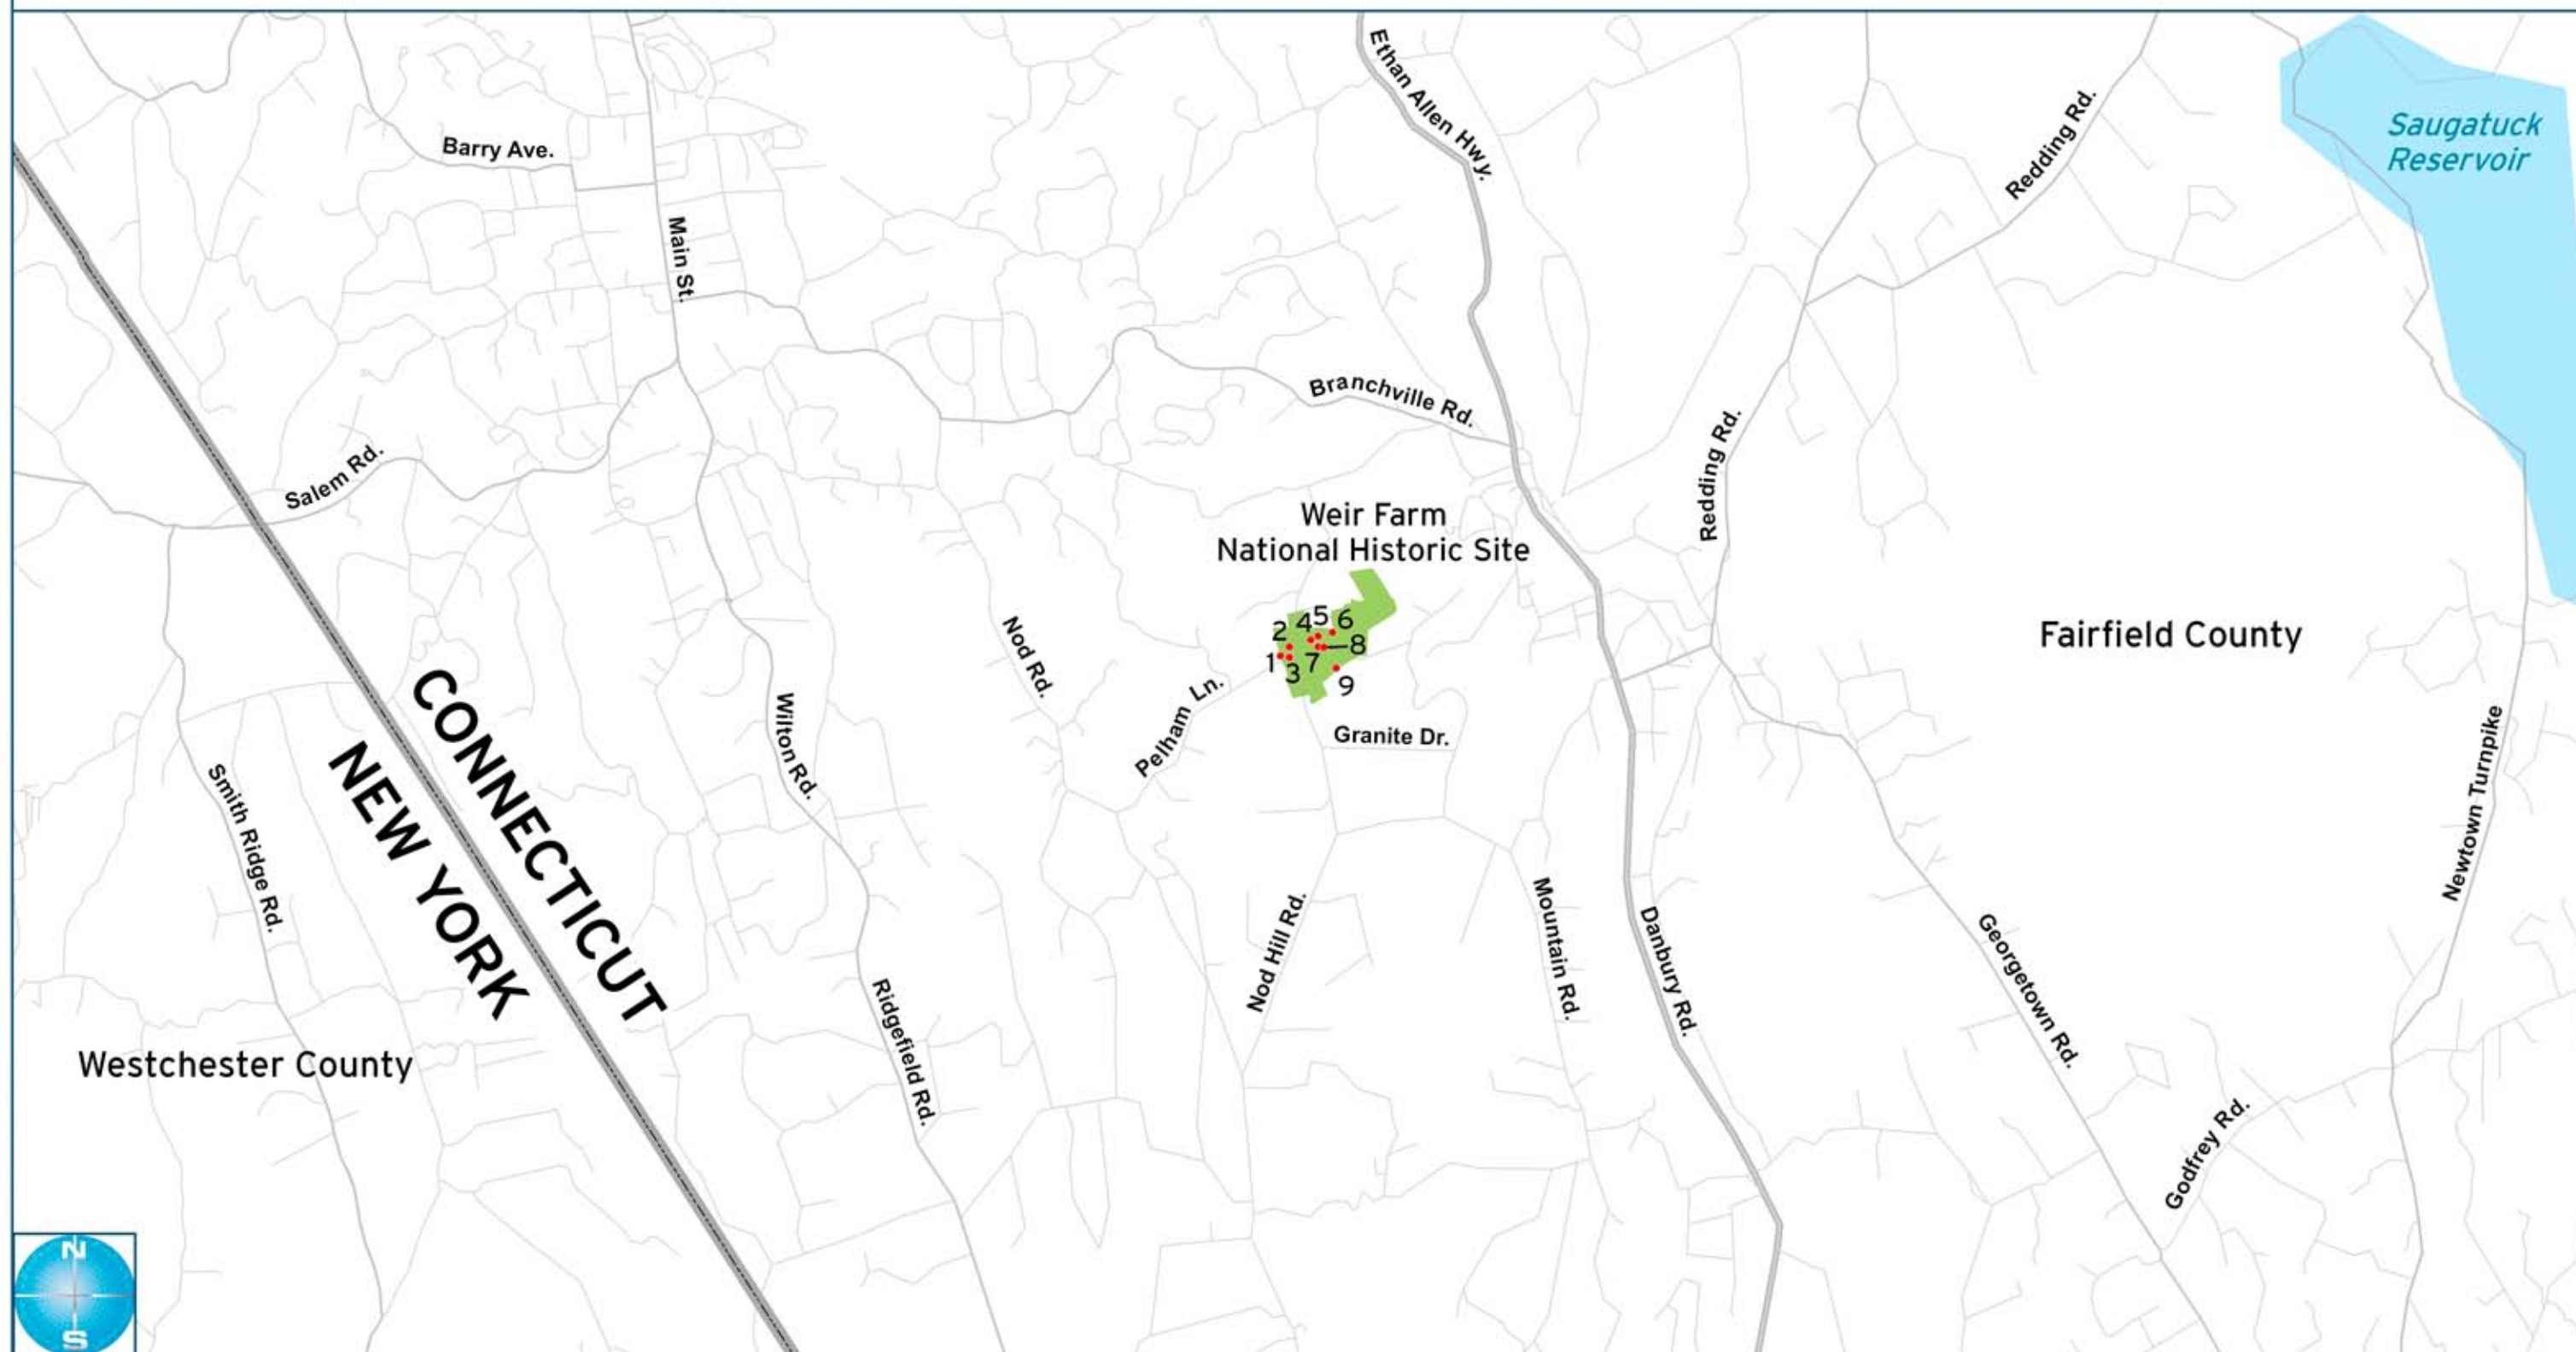 Ethan Allen Hwy.
Saugatuck
Reservoir
Redding Rd.
Barry Ave.
Main St.
Branchville Rd.
Redding Rd.
Salem Rd.
Weir Farm
National Historic Site
Nod Rd.
2 4 5 6
8
1 3 7
9
Fairfield County
Pelham Ln.
Granite Dr.
Wilton Rd.
CONNECTICUT
NEW YORK
Smith Ridge Rd.
Newtown Turnpike
Nod Hill Rd.
Mountain Rd.
Danbury Rd.
Georgetown Rd.
Ridgefield Rd.
Westchester County
Godfrey Rd.
N
S